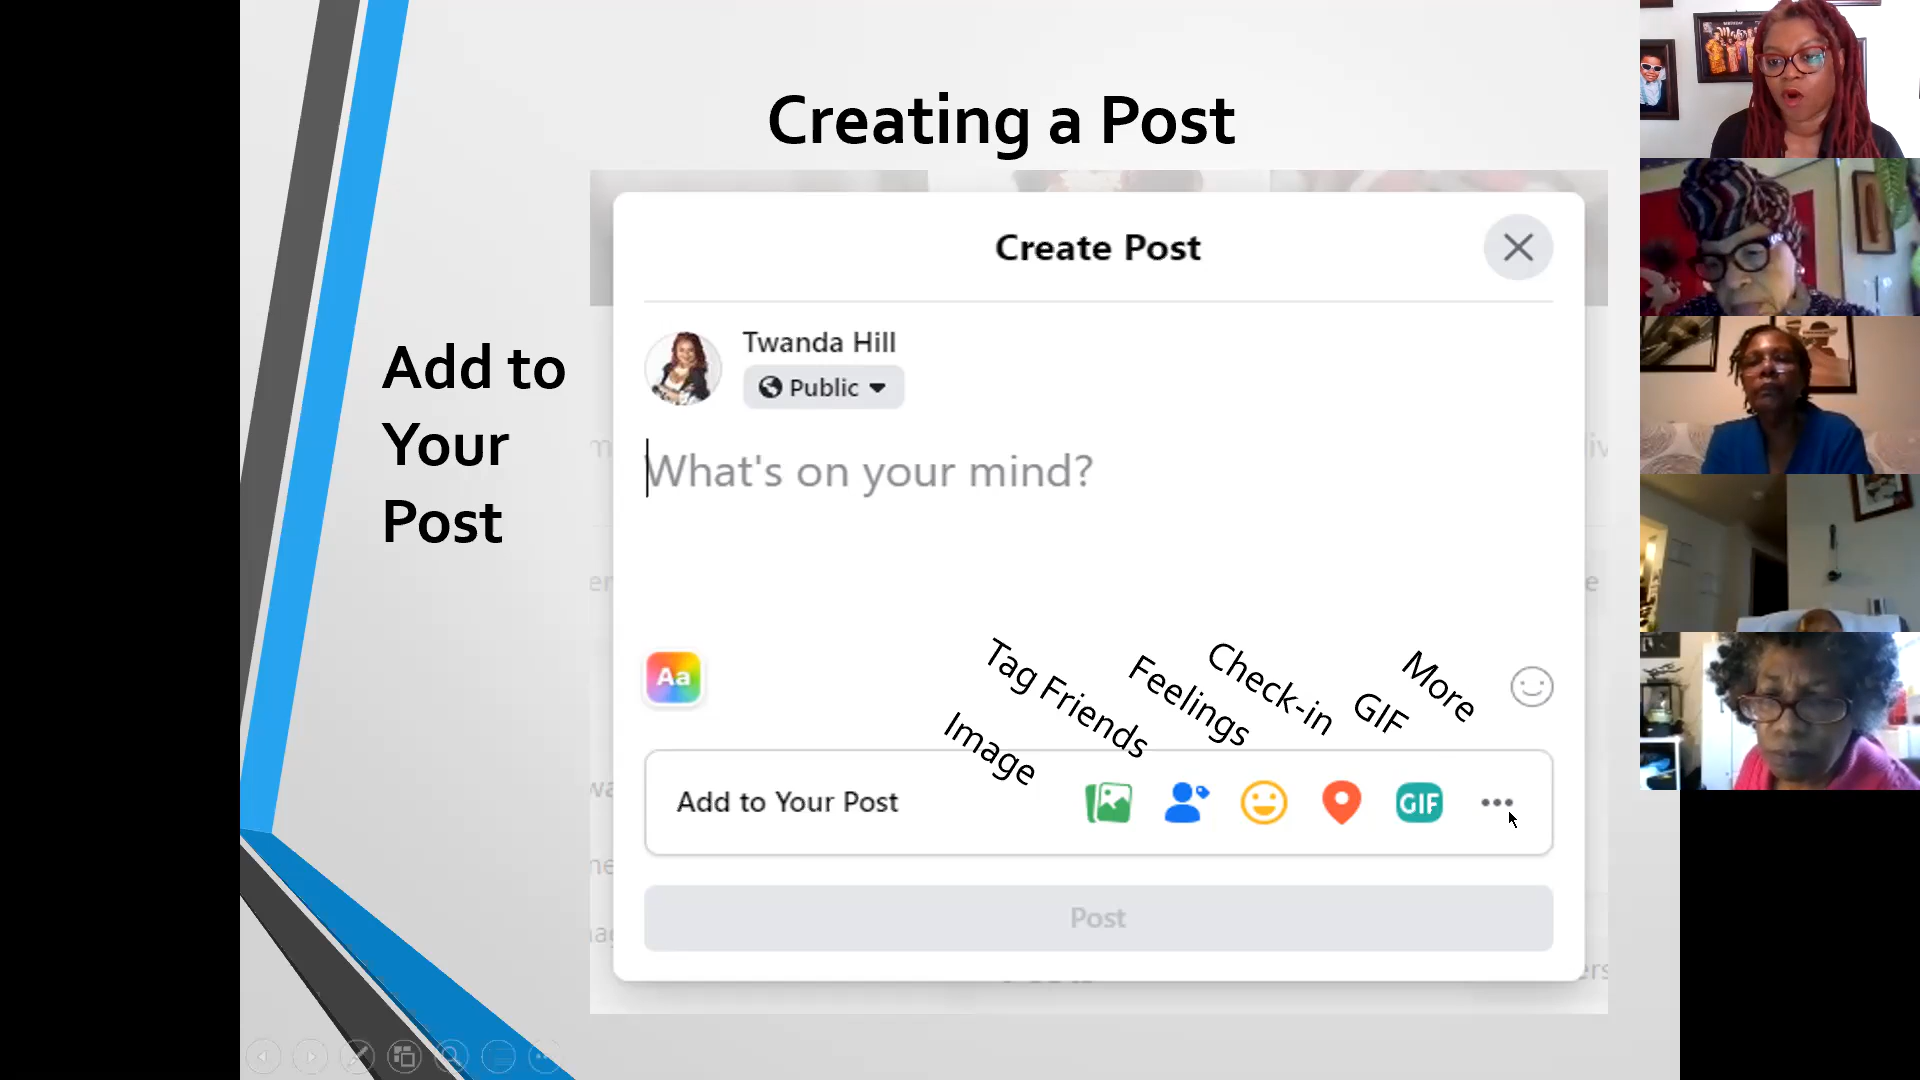 Creating a Post
Add to
Your
Post
Create Post
Twanda Hill
Public
What's on your mind?
Aa
Image
Tag Friends
Feelings
Check-in
GIF
More
Add to Your Post
GIF
Post